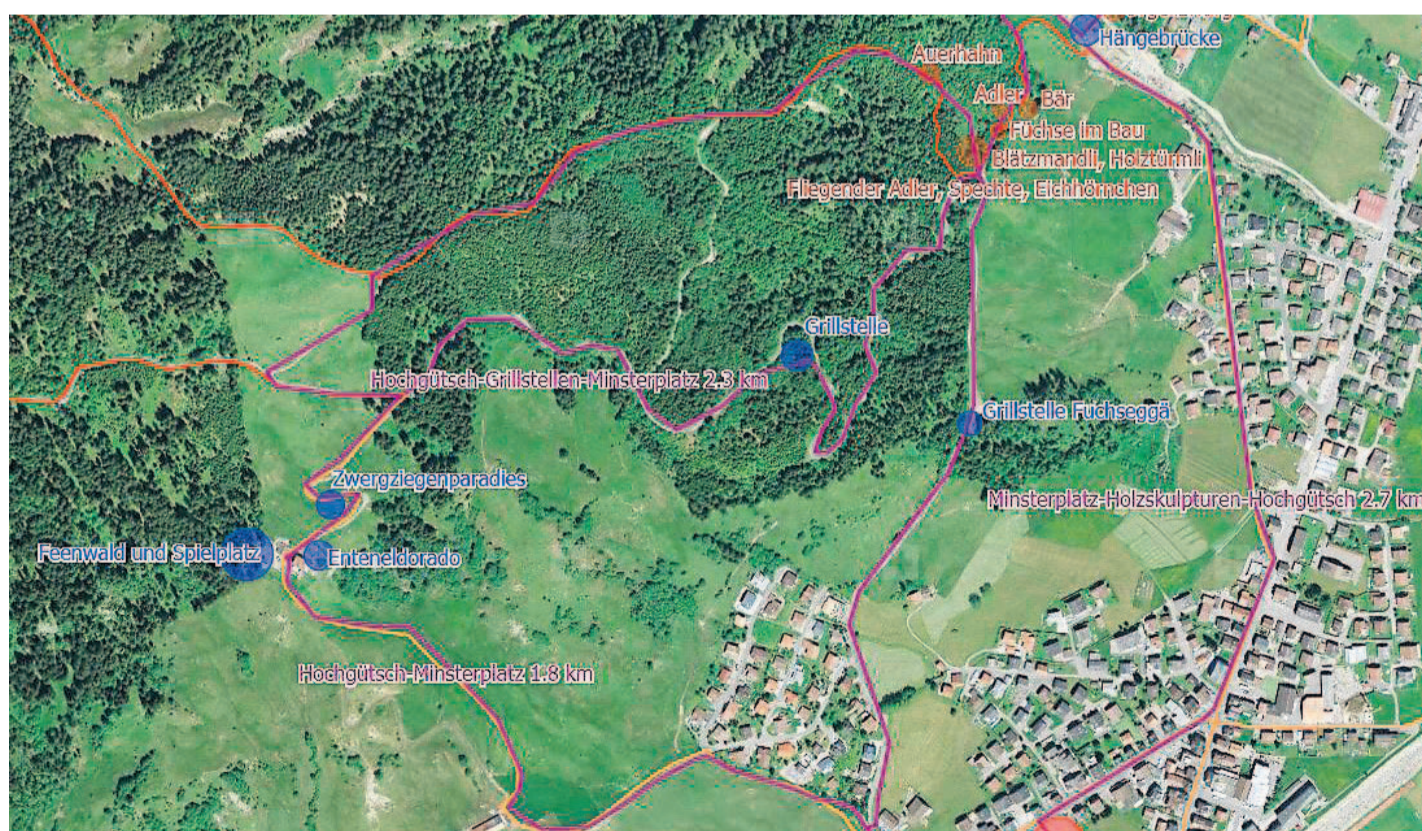 Hängebrücke
Auerhahn
Adler
Bär
Füchse im Bau
Blätzmandli, Holztürmli
Fliegender Adler, Spechte, Eichhörnchen
Grillstelle
Hochgütsch-Grillstellen-Minsterplatz 2.3 km
Grillstelle Fuchseggä
Zwergziegenparadies
Minsterplatz-Holzskulpturen-Hochgütsch 2.7 km
Feenwald und Spielplatz
Enteneldorado
Hochgütsch-Minsterplatz 1.8 km